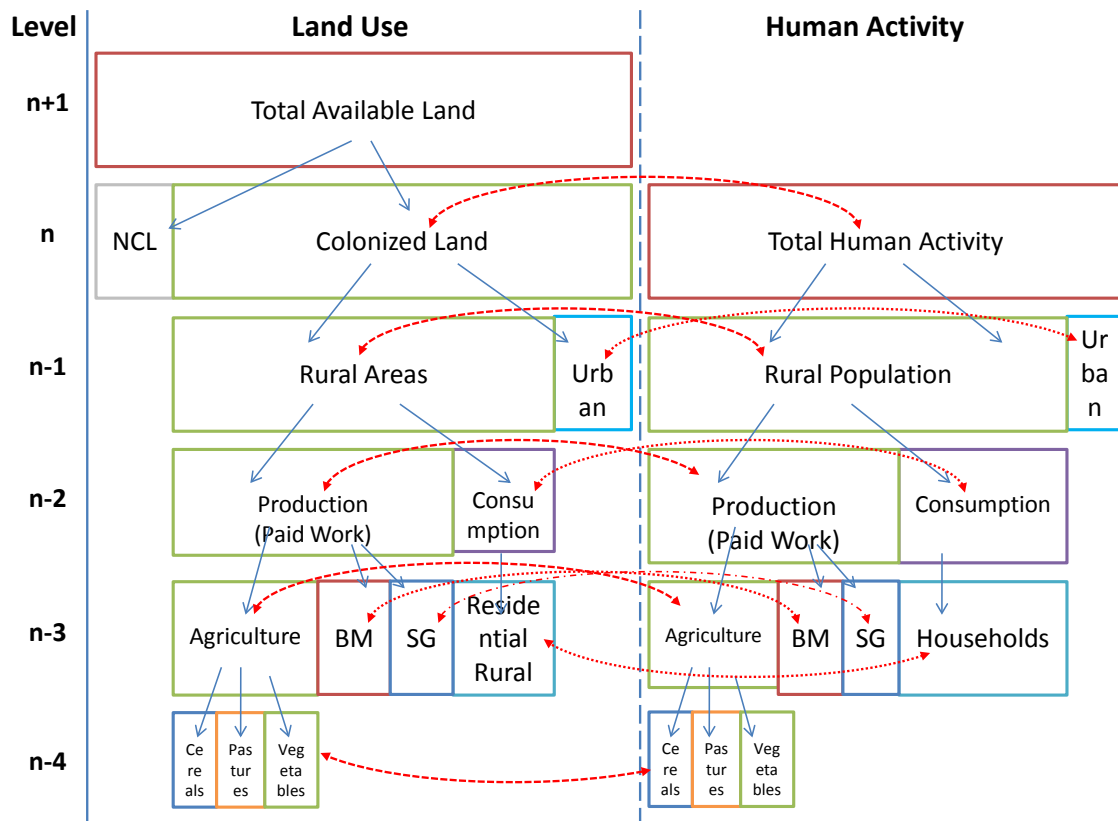 Level
Land Use
Human Activity
n+1
Total Available Land
n
NCL
Colonized Land
Total Human Activity
n-1
Rural Areas
Urb
an
Rural Population
Ur
ba
n
n-2
Production
(Paid Work)
Consu
mption
Production
(Paid Work)
Consumption
n-3
Agriculture
BM
SG
Reside
ntial
Rural
Agriculture
BM
SG
Households
n-4
Ce
re
als
Pas
tur
es
Veg
eta
bles
Ce
re
als
Pas
tur
es
Veg
eta
bles